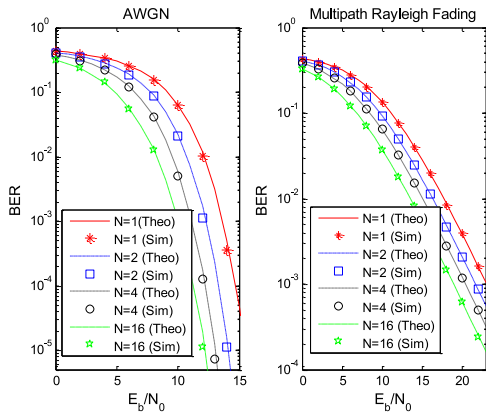 AWGN
10^0
10^-1
10^-2
10^-3
10^-4
10^-5
BER
0 5 10 15
E_b/N_0
N=1(Theo)
N=1 (Sim)
N=2 (Theo)
N=2 (Sim)
N=4 (Theo)
N=4 (Sim)
N=16 (Theo)
N=16 (Sim)
Multipath Rayleigh Fading
10^0
10^-1
10^-2
10^-3
10^-4
BER
0 5 10 15 20
E_b/N_0
N=1(Theo)
N=1 (Sim)
N=2 (Theo)
N=2 (Sim)
N=4 (Theo)
N=4 (Sim)
N=16 (Theo)
N=16 (Sim)